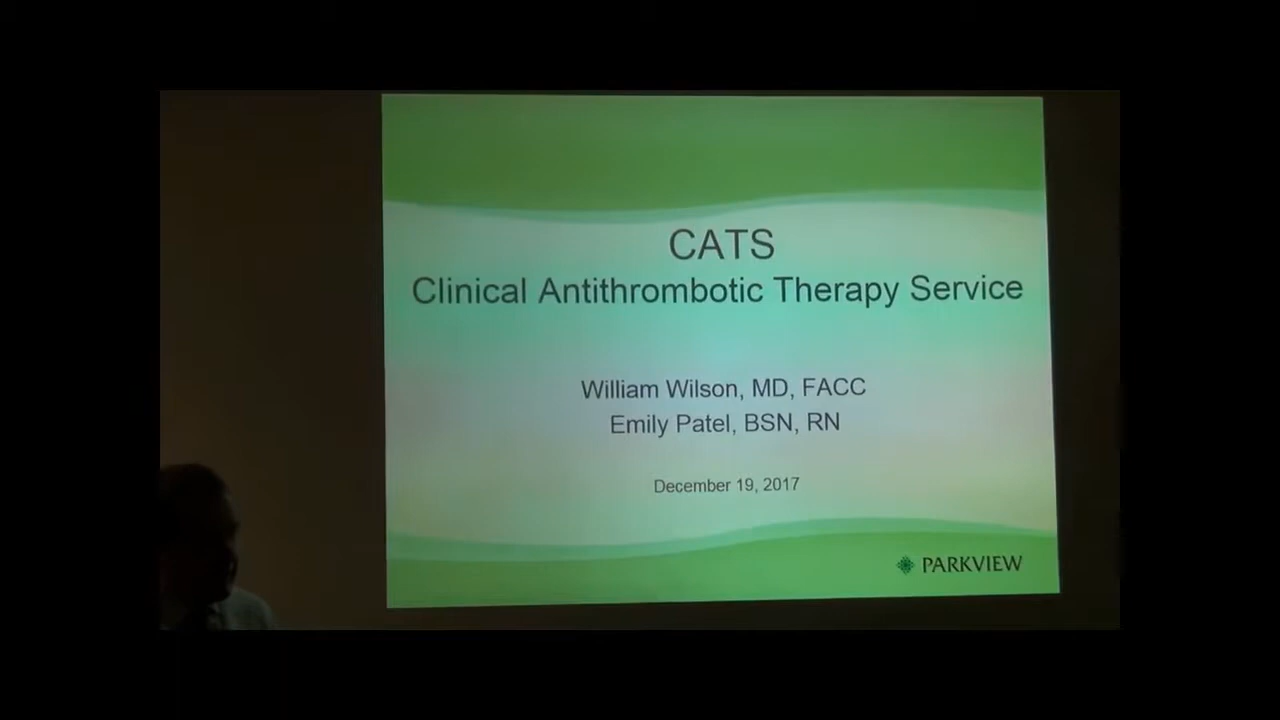 CATS
Clinical Antithrombotic Therapy Service
William Wilson, MD, FACC
Emily Patel, BSN, RN
December 19, 2017
PARKVIEW